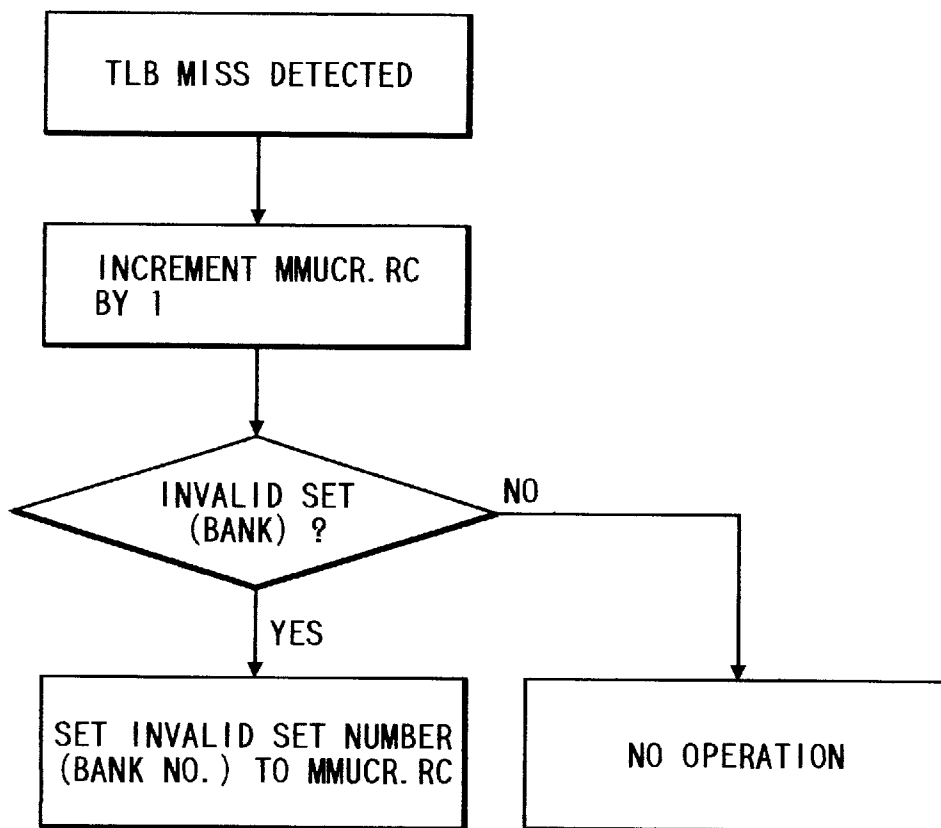 TLB MISS DETECTED
INCREMENT MMUCR.RC
BY 1
INVALID SET
(BANK) ?
NO
YES
SET INVALID SET NUMBER
(BANK NO.) TO MMUCR.RC
NO OPERATION